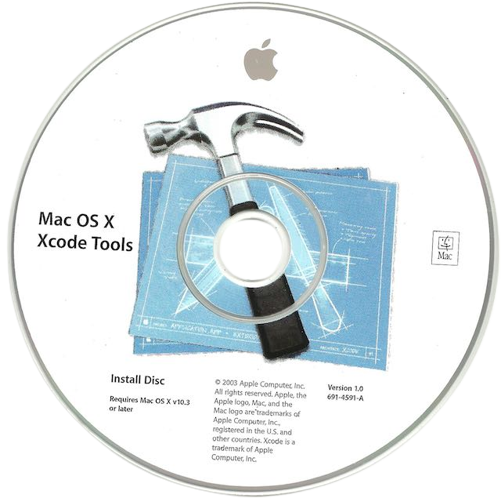 Mac OS X
Xcode Tools
Mac
APPLICATION APP
Install Disc
Requires Mac OS X v10.3
or later
© 2003 Apple Computer, Inc.
All rights reserved. Apple, the
Apple logo, Mac, and the
Mac logo are trademarks of
Apple Computer, Inc.,
registered in the U.S. and
other countries. Xcode is a
trademark of Apple
Computer, Inc.
Version 1.0
691-4591-A